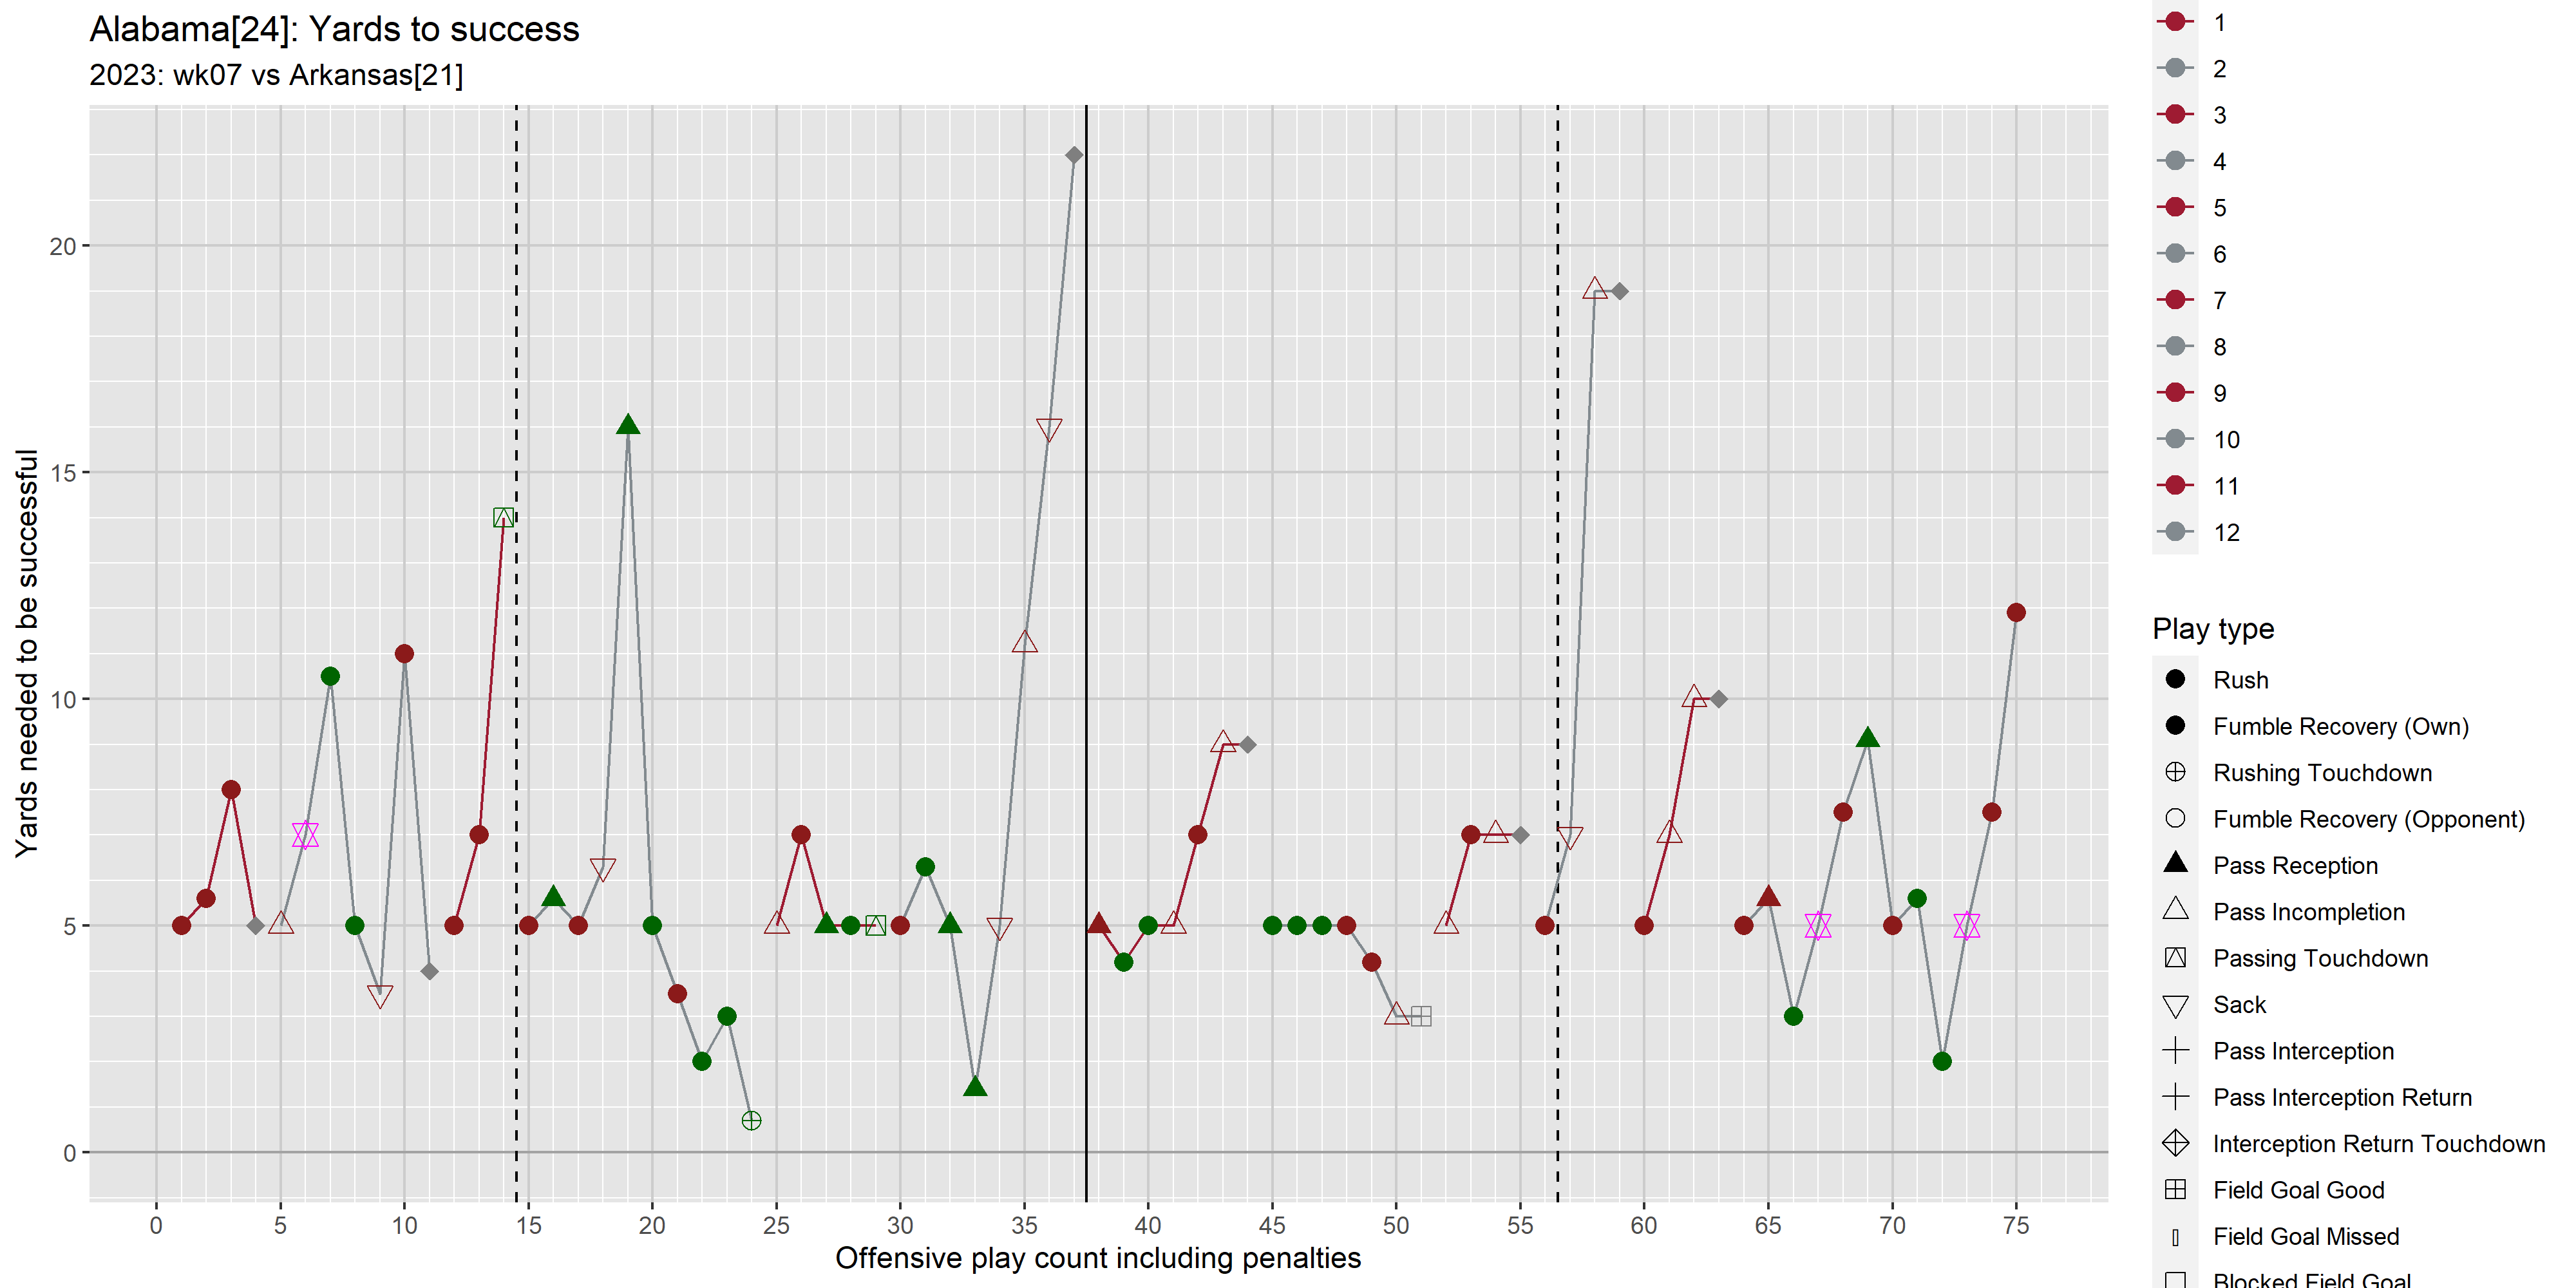 Alabama[24]: Yards to success
2023: wk07 vs Arkansas[21]
Yards needed to be successful
20
15
10
5
0
0 5 10 15 20 25 30 35 40 45 50 55 60 65 70 75
Offensive play count including penalties
1
2
3
4
5
6
7
8
9
10
11
12
Play type
Rush
Fumble Recovery (Own)
Rushing Touchdown
Fumble Recovery (Opponent)
Pass Reception
Pass Incompletion
Passing Touchdown
Sack
Pass Interception
Pass Interception Return
Interception Return Touchdown
Field Goal Good
Field Goal Missed
Blocked Field Goal